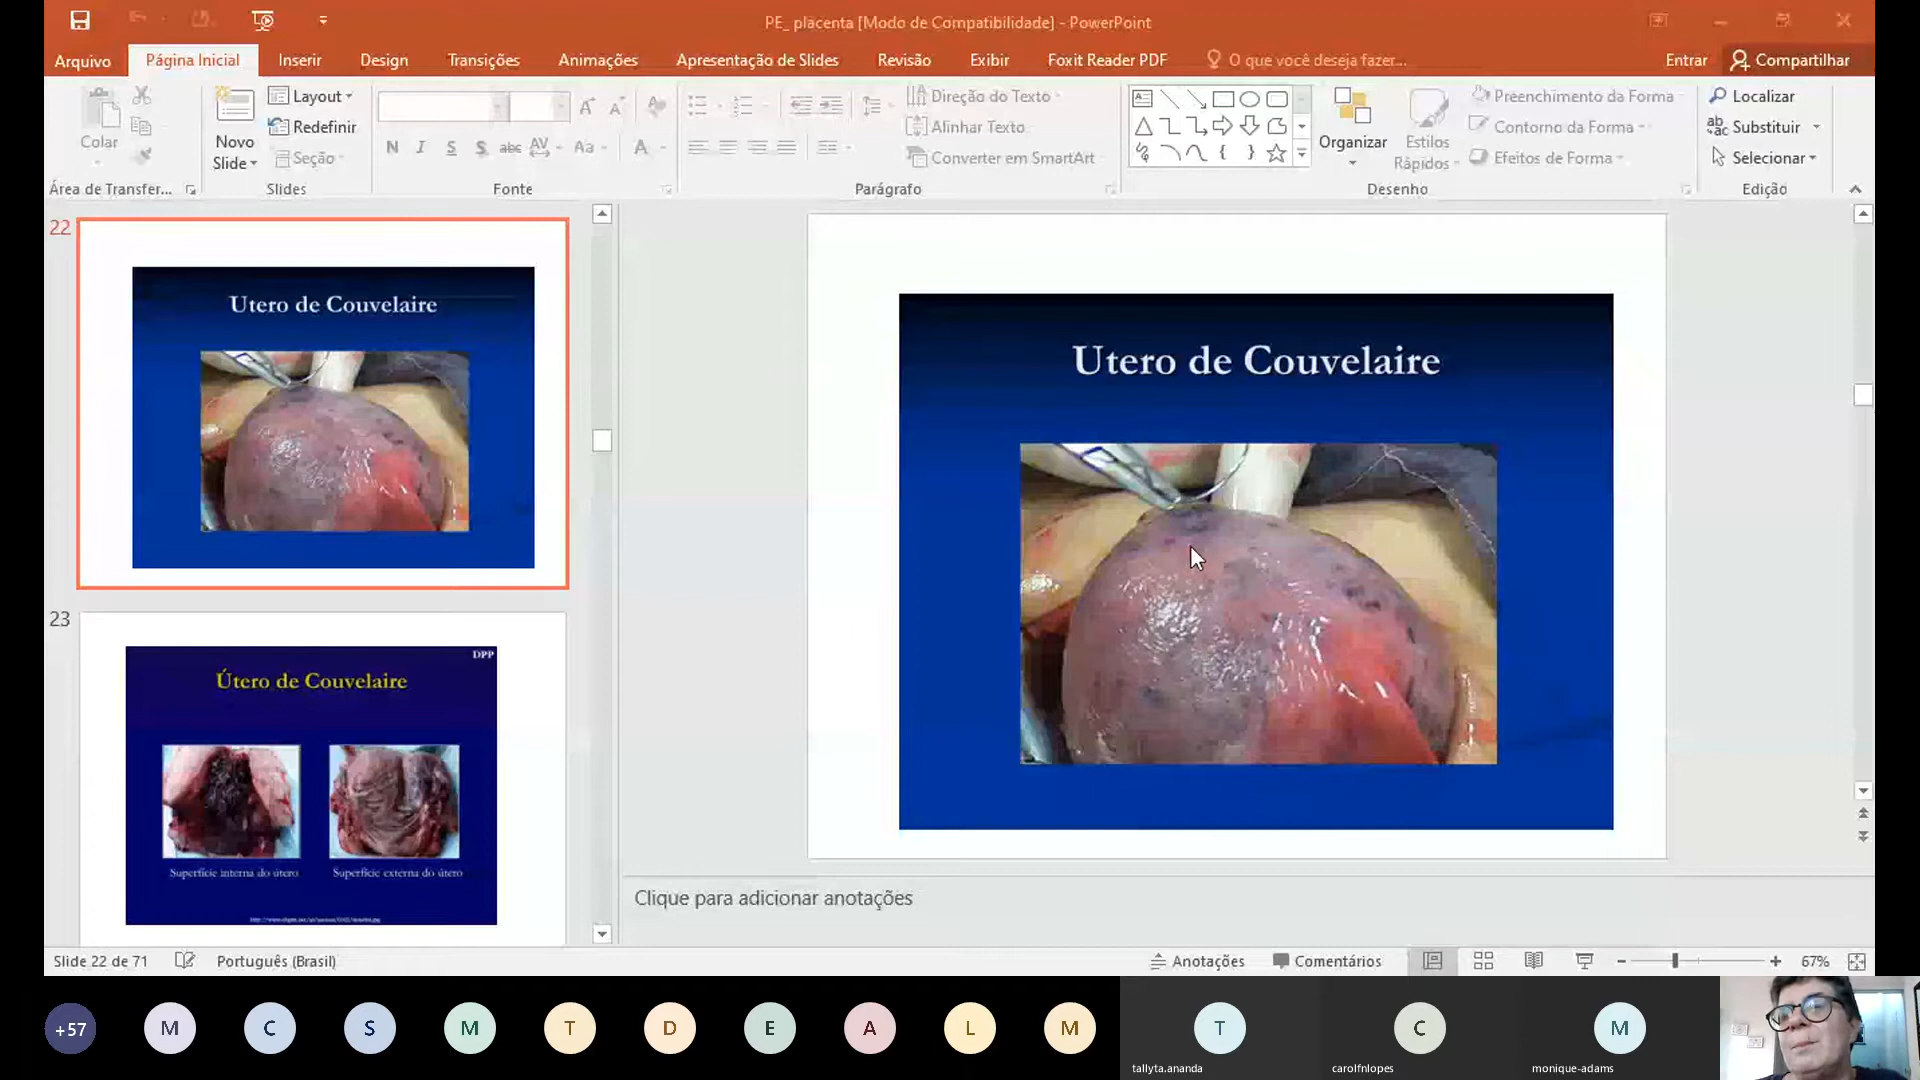 PE_ placenta [Modo de Compatibilidade] - PowerPoint
Arquivo
Página Inicial
Inserir
Design
Transições
Animações
Apresentação de Slides
Revisão
Exibir
Foxit Reader PDF
O que você deseja fazer...
Entrar
Compartilhar
Colar
Novo
Slide
Layout
Redefinir
Seção
N I S S abc AV Aa A
Direção do Texto
Alinhar Texto
Converter em SmartArt
Organizar
Estilos
Rápidos
Preenchimento da Forma
Contorno da Forma
Efeitos de Forma
Localizar
Substituir
Selecionar
Área de Transfer...
Slides
Fonte
Parágrafo
Desenho
Edição
22
Utero de Couvelaire
23
DPP
Útero de Couvelaire
Superfície interna do útero
Superfície externa do útero
Utero de Couvelaire
Clique para adicionar anotações
Slide 22 de 71
Português (Brasil)
Anotações
Comentários
67%
+57
M
C
S
M
T
D
E
A
L
M
T
C
M
tallyta.ananda
carolfnlopes
monique-adams